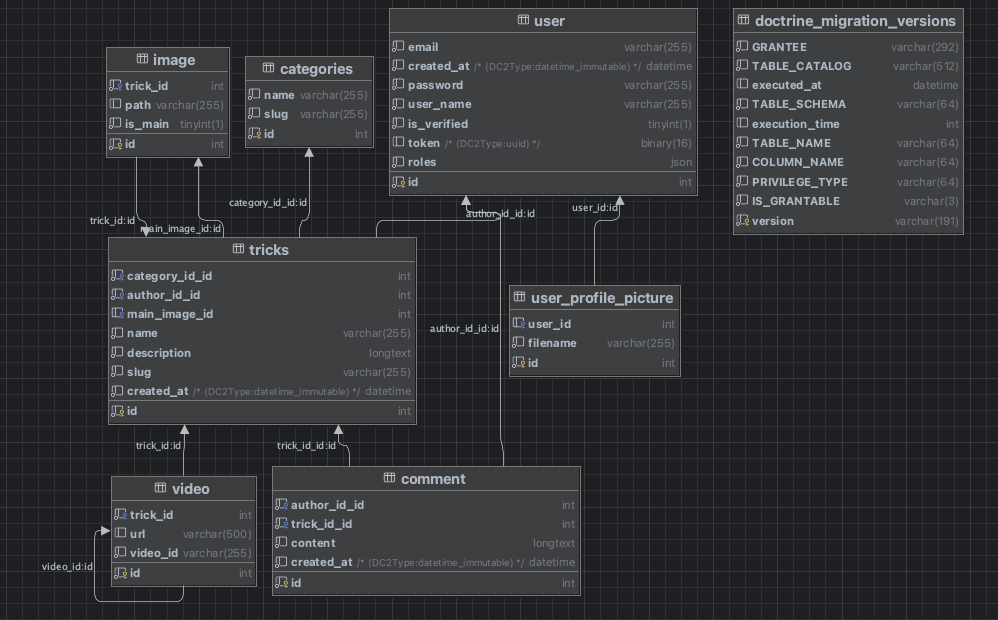 image
trick_id int
path varchar(255)
is_main tinyint(1)
id int
categories
name varchar(255)
slug varchar(255)
id int
user
email varchar(255)
created_at /* (DC2Type:datetime_immutable) */ datetime
password varchar(255)
user_name varchar(255)
is_verified tinyint(1)
token /* (DC2Type:uuid) */ binary(16)
roles json
id int
doctrine_migration_versions
GRANTEE varchar(292)
TABLE_CATALOG varchar(512)
executed_at datetime
TABLE_SCHEMA varchar(64)
execution_time int
TABLE_NAME varchar(64)
COLUMN_NAME varchar(64)
PRIVILEGE_TYPE varchar(64)
IS_GRANTABLE varchar(3)
version varchar(191)
category_id_id:id
author_id_id:id
user_id:id
trick_id:id
main_image_id:id
tricks
category_id_id int
author_id_id int
main_image_id int
name varchar(255)
description longtext
slug varchar(255)
created_at /* (DC2Type:datetime_immutable) */ datetime
id int
author_id_id:id
user_profile_picture
user_id int
filename varchar(255)
id int
trick_id:id
trick_id_id:id
video
trick_id int
url varchar(500)
video_id varchar(255)
id int
video_id:id
comment
author_id_id int
trick_id_id int
content longtext
created_at /* (DC2Type:datetime_immutable) */ datetime
id int